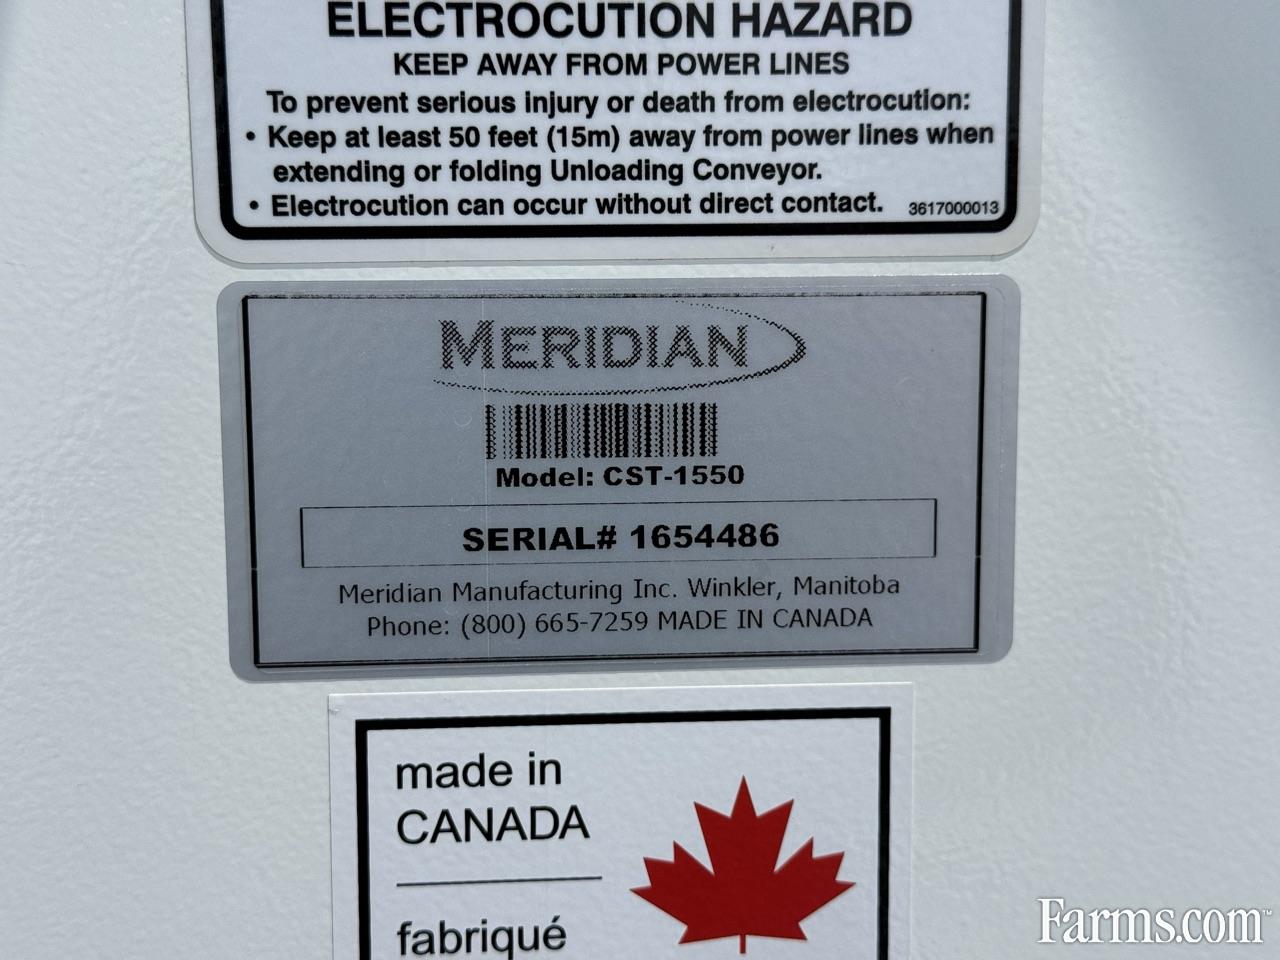 ELECTROCUTION HAZARD
KEEP AWAY FROM POWER LINES
To prevent serious injury or death from electrocution:
• Keep at least 50 feet (15m) away from power lines when
extending or folding Unloading Conveyor.
• Electrocution can occur without direct contact. 3617000013
MERIDIAN
Model: CST-1550
SERIAL# 1654486
Meridian Manufacturing Inc. Winkler, Manitoba
Phone: (800) 665-7259 MADE IN CANADA
made in
CANADA
fabriqué
Farms.com™